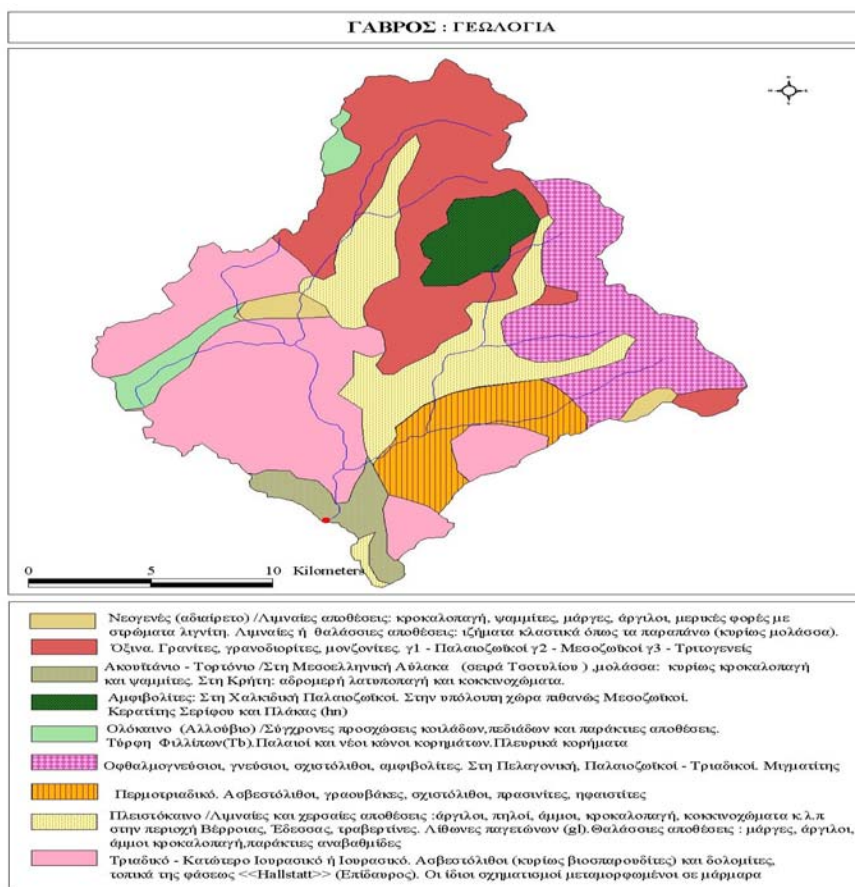 ΓΑΒΡΟΣ : ΓΕΩΛΟΓΙΑ
0 5 10 Kilometers
Νεογενές (αδιαίρετο) /Λιμναίες αποθέσεις: κροκαλοπαγή, ψαμμίτες, μάργες, άργιλοι, μερικές φορές με
στρώματα λιγνίτη. Λιμναίες ή θαλάσσιες αποθέσεις: ιζήματα κλαστικά όπως τα παραπάνω (κυρίως μολάσσα).
Όξινα. Γρανίτες, γρανοδιορίτες, μονζονίτες. γ1 - Παλαιοζωϊκοί γ2 - Μεσοζωϊκοί γ3 - Τριτογενείς
Ακουϊτάνιο - Τορτόνιο /Στη Μεσοελληνική Αύλακα (σειρά Τσοτυλίου ) ,μολάσσα: κυρίως κροκαλοπαγή
και ψαμμίτες. Στη Κρήτη: αδρομερή λατυποπαγή και κοκκινοχώματα.
Αμφιβολίτες: Στη Χαλκιδική Παλαιοζωϊκοί. Στην υπόλοιπη χώρα πιθανώς Μεσοζωϊκοί.
Κερατίτης Σερίφου και Πλάκας (hn)
Ολόκαινο (Αλλούβιο) /Σύγχρονες προσχώσεις κοιλάδων,πεδιάδων και παράκτιες αποθέσεις.
Τύρφη Φιλλίπων(Tb).Παλαιοί και νέοι κώνοι κορημάτων.Πλευρικά κορήματα
Οφθαλμογνεύσιοι, γνεύσιοι, σχιστόλιθοι, αμφιβολίτες. Στη Πελαγονική, Παλαιοζωϊκοί - Τριαδικοί. Μιγματίτης
Περμοτριαδικό. Ασβεστόλιθοι, γραουβάκες, σχιστόλιθοι, πρασινίτες, ηφαιστίτες
Πλειστόκαινο /Λιμναίες και χερσαίες αποθέσεις :άργιλοι, πηλοί, άμμοι, κροκαλοπαγή, κοκκινοχώματα κ.λ.π
στην περιοχή Βέρροιας, Έδεσσας, τραβερτίνες. Λίθωνες παγετώνων (gl).Θαλάσσιες αποθέσεις : μάργες, άργιλοι,
άμμοι κροκαλοπαγή,παράκτιες αναβαθμίδες
Τριαδικό - Κατώτερο Ιουρασικό ή Ιουρασικό. Ασβεστόλιθοι (κυρίως βιοσπαρουδίτες) και δολομίτες,
τοπικά της φάσεως <<Hallstatt>> (Επίδαυρος). Οι ίδιοι σχηματισμοί μεταμορφωμένοι σε μάρμαρα